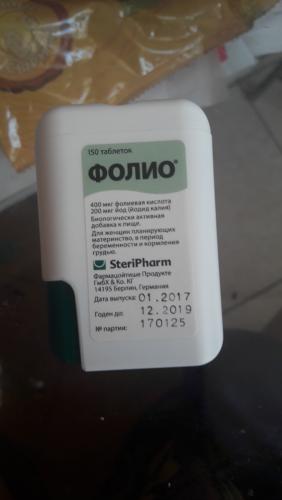 150 таблеток
ФОЛИО®
400 мкг фолиевая кислота
200 мкг йод (йодид калия)
Биологически активная
добавка к пище.
Для женщин планирующих
материнство, в период
беременности и кормления
грудью.
SteriPharm
Фармацойтише Продукте
ГмбХ & Ko. КГ
14195 Берлин, Германия
Дата выпуска: 01.2017
Годен до: 12.2019
№ партии: 170125